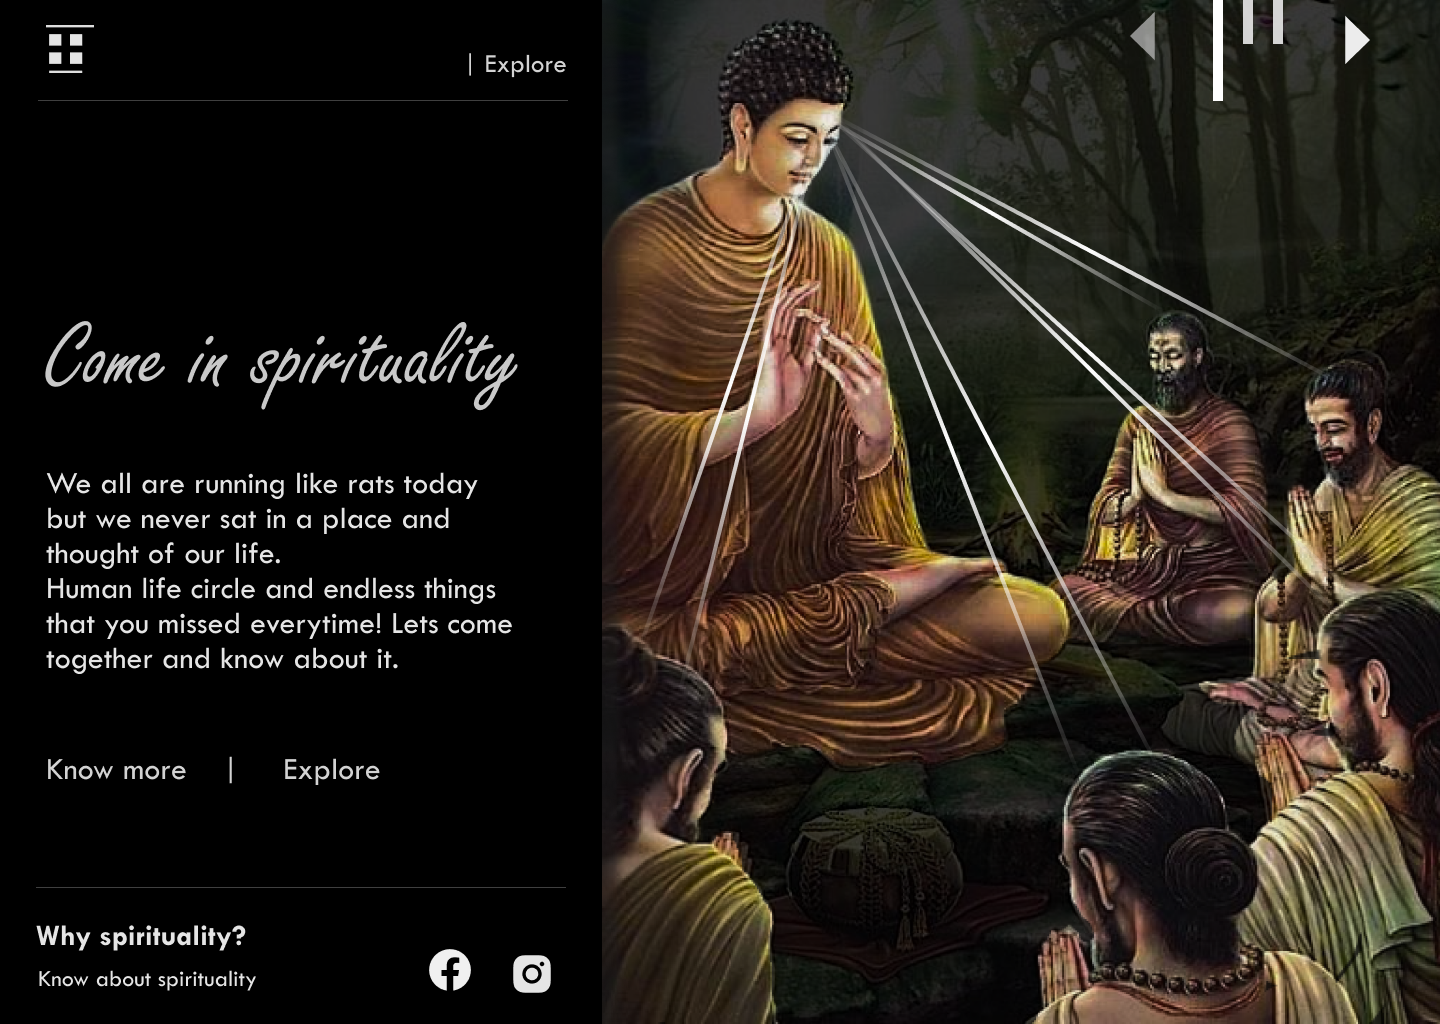 | Explore
Come in spirituality
We all are running like rats today
but we never sat in a place and
thought of our life.
Human life circle and endless things
that you missed everytime! Lets come
together and know about it.
Know more | Explore
Why spirituality?
Know about spirituality